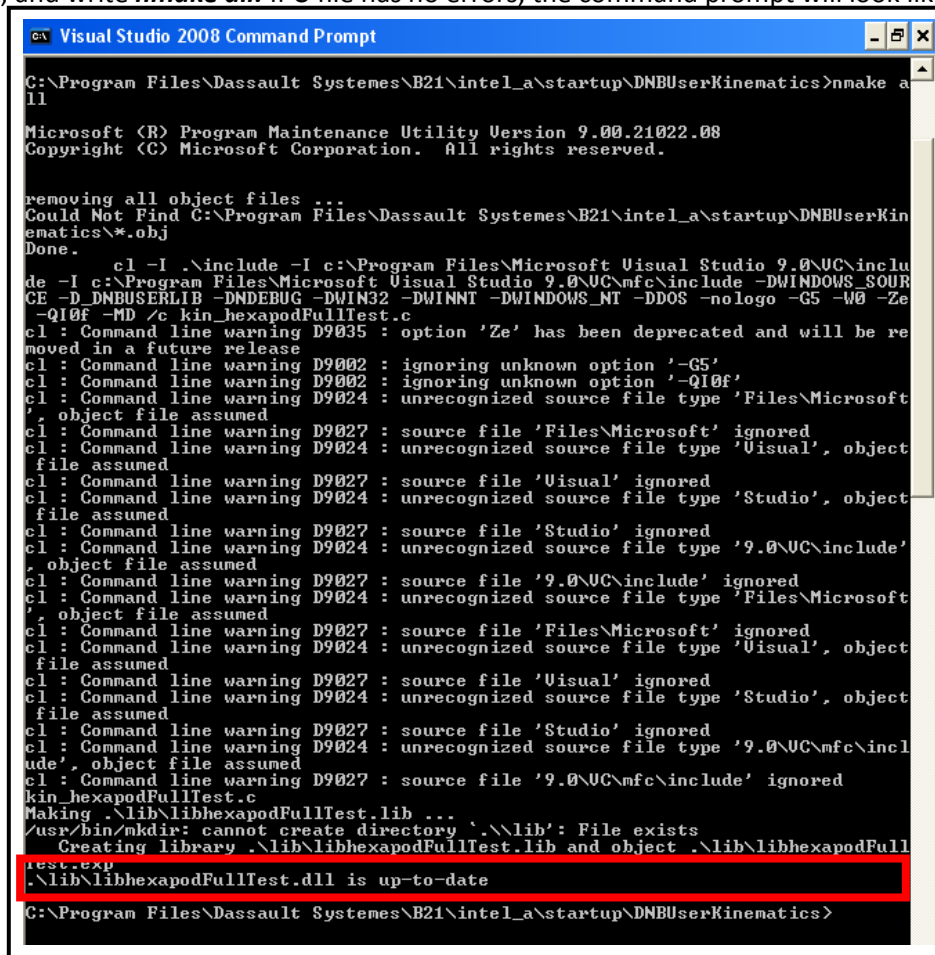 , and write nmake all. If C file has no errors, the command prompt will look lik
Visual Studio 2008 Command Prompt
C:\Program Files\Dassault Systemes\B21\intel_a\startup\DNBUserKinematics>nmake a
ll
Microsoft (R) Program Maintenance Utility Version 9.00.21022.08
Copyright (C) Microsoft Corporation.  All rights reserved.
removing all object files ...
Could Not Find C:\Program Files\Dassault Systemes\B21\intel_a\startup\DNBUserKin
ematics\*.obj
Done.
        cl -I .\include -I c:\Program Files\Microsoft Visual Studio 9.0\VC\inclu
de -I c:\Program Files\Microsoft Visual Studio 9.0\VC\mfc\include -DWINDOWS_SOUR
CE -D_DNBUSERLIB -DNDEBUG -DWIN32 -DWINNT -DWINDOWS_NT -DDOS -nologo -G5 -W0 -Ze
 -QI0f -MD /c kin_hexapodFullTest.c
cl : Command line warning D9035 : option 'Ze' has been deprecated and will be re
moved in a future release
cl : Command line warning D9002 : ignoring unknown option '-G5'
cl : Command line warning D9002 : ignoring unknown option '-QI0f'
cl : Command line warning D9024 : unrecognized source file type 'Files\Microsoft
', object file assumed
cl : Command line warning D9027 : source file 'Files\Microsoft' ignored
cl : Command line warning D9024 : unrecognized source file type 'Visual', object
 file assumed
cl : Command line warning D9027 : source file 'Visual' ignored
cl : Command line warning D9024 : unrecognized source file type 'Studio', object
 file assumed
cl : Command line warning D9027 : source file 'Studio' ignored
cl : Command line warning D9024 : unrecognized source file type '9.0\VC\include'
, object file assumed
cl : Command line warning D9027 : source file '9.0\VC\include' ignored
cl : Command line warning D9024 : unrecognized source file type 'Files\Microsoft
', object file assumed
cl : Command line warning D9027 : source file 'Files\Microsoft' ignored
cl : Command line warning D9024 : unrecognized source file type 'Visual', object
 file assumed
cl : Command line warning D9027 : source file 'Visual' ignored
cl : Command line warning D9024 : unrecognized source file type 'Studio', object
 file assumed
cl : Command line warning D9027 : source file 'Studio' ignored
cl : Command line warning D9024 : unrecognized source file type '9.0\VC\mfc\incl
ude', object file assumed
cl : Command line warning D9027 : source file '9.0\VC\mfc\include' ignored
kin_hexapodFullTest.c
Making .\lib\libhexapodFullTest.lib ...
/usr/bin/mkdir: cannot create directory `.\\lib': File exists
   Creating library .\lib\libhexapodFullTest.lib and object .\lib\libhexapodFull
Test.exp
.\lib\libhexapodFullTest.dll is up-to-date
C:\Program Files\Dassault Systemes\B21\intel_a\startup\DNBUserKinematics>